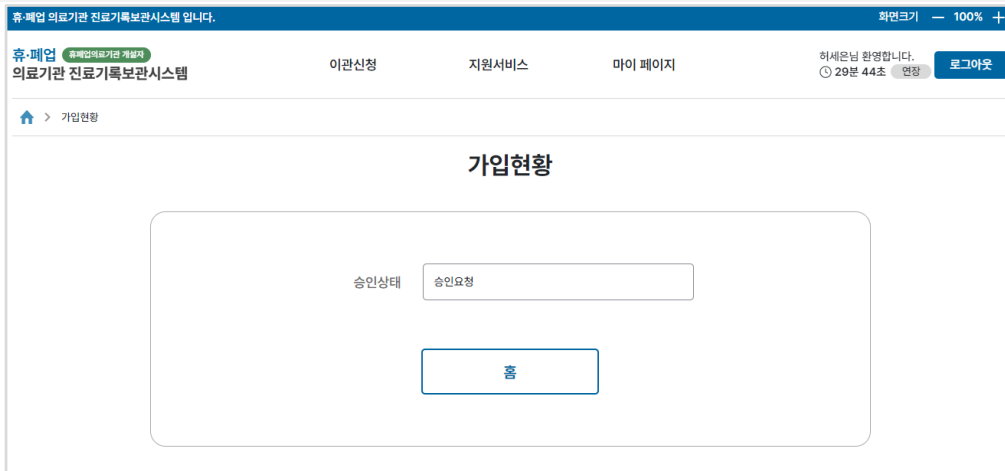 휴·폐업 의료기관 진료기록보관시스템 입니다.
화면크기 — 100% +
휴·폐업 휴폐업의료기관 개설자
의료기관 진료기록보관시스템
이관신청 지원서비스 마이 페이지
허세은님 환영합니다.
29분 44초 연장
로그아웃
> 가입현황
가입현황
승인상태 승인요청
홈